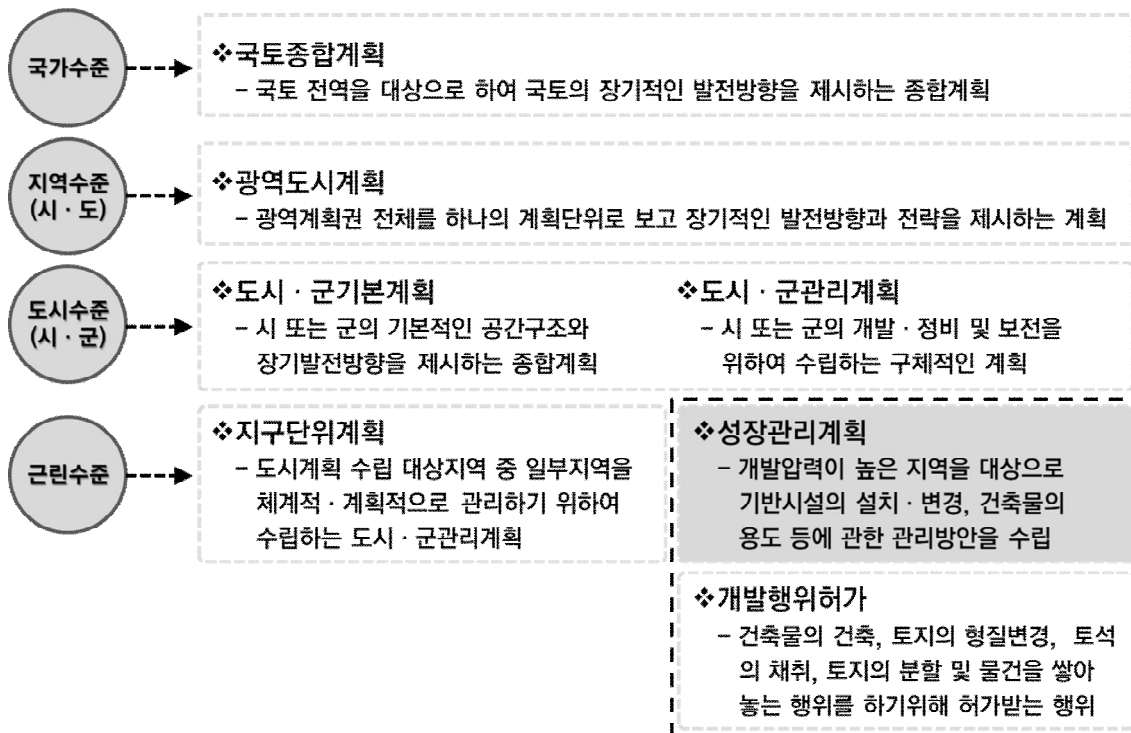 국가수준
❖국토종합계획
– 국토 전역을 대상으로 하여 국토의 장기적인 발전방향을 제시하는 종합계획
지역수준
(시 · 도)
❖광역도시계획
– 광역계획권 전체를 하나의 계획단위로 보고 장기적인 발전방향과 전략을 제시하는 계획
도시수준
(시 · 군)
❖도시 · 군기본계획
– 시 또는 군의 기본적인 공간구조와
장기발전방향을 제시하는 종합계획
❖도시 · 군관리계획
– 시 또는 군의 개발 · 정비 및 보전을
위하여 수립하는 구체적인 계획
근린수준
❖지구단위계획
– 도시계획 수립 대상지역 중 일부지역을
체계적 · 계획적으로 관리하기 위하여
수립하는 도시 · 군관리계획
❖성장관리계획
– 개발압력이 높은 지역을 대상으로
기반시설의 설치 · 변경, 건축물의
용도 등에 관한 관리방안을 수립
❖개발행위허가
– 건축물의 건축, 토지의 형질변경, 토석
의 채취, 토지의 분할 및 물건을 쌓아
놓는 행위를 하기위해 허가받는 행위